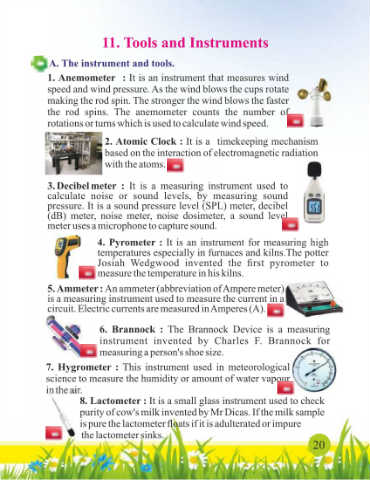 11. Tools and Instruments
A. The instrument and tools.
1. Anemometer : It is an instrument that measures wind
speed and wind pressure. As the wind blows the cups rotate
making the rod spin. The stronger the wind blows the faster
the rod spins. The anemometer counts the number of
rotations or turns which is used to calculate wind speed.
2. Atomic Clock : It is a timekeeping mechanism
based on the interaction of electromagnetic radiation
with the atoms.
3. Decibel meter : It is a measuring instrument used to
calculate noise or sound levels, by measuring sound
pressure. It is a sound pressure level (SPL) meter, decibel
(dB) meter, noise meter, noise dosimeter, a sound level
meter uses a microphone to capture sound.
4. Pyrometer : It is an instrument for measuring high
temperatures especially in furnaces and kilns.The potter
Josiah Wedgwood invented the first pyrometer to
measure the temperature in his kilns.
5. Ammeter : An ammeter (abbreviation of Ampere meter)
is a measuring instrument used to measure the current in a
circuit. Electric currents are measured in Amperes (A).
6. Brannock : The Brannock Device is a measuring
instrument invented by Charles F. Brannock for
measuring a person's shoe size.
7. Hygrometer : This instrument used in meteorological
science to measure the humidity or amount of water vapour
in the air.
8. Lactometer : It is a small glass instrument used to check
purity of cow's milk invented by Mr Dicas. If the milk sample
is pure the lactometer flouts if it is adulterated or impure
the lactometer sinks.
20